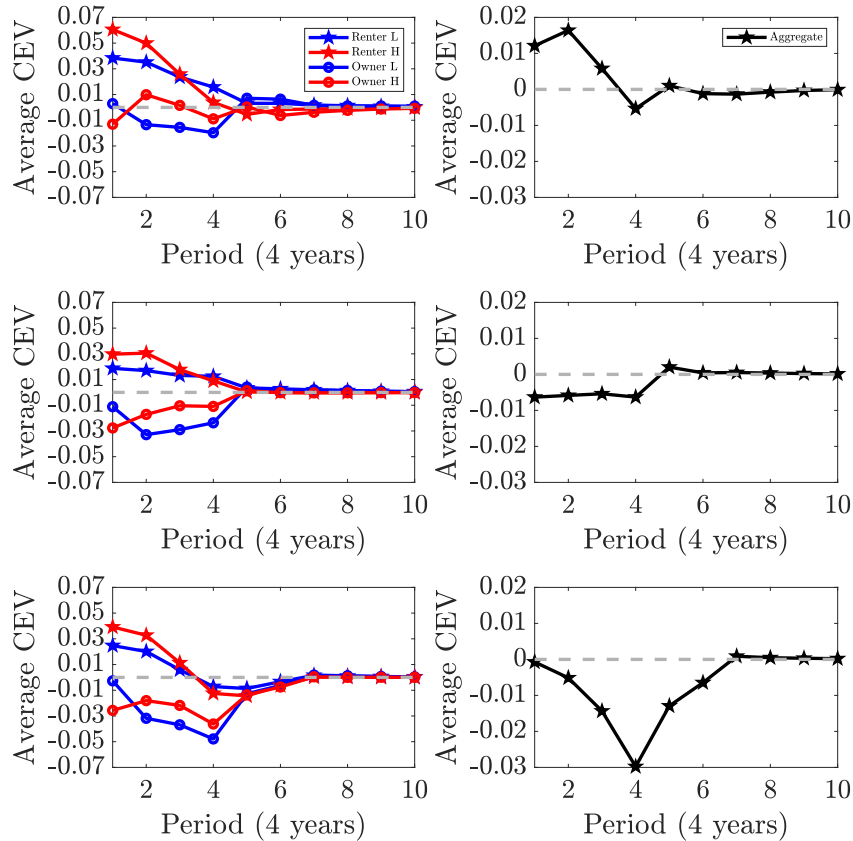 Average CEV
0.07
0.05
0.03
0.01
-0.01
-0.03
-0.05
-0.07
2 4 6 8 10
Period (4 years)
Renter L
Renter H
Owner L
Owner H
Average CEV
0.02
0.01
0
-0.01
-0.02
-0.03
2 4 6 8 10
Period (4 years)
Aggregate
Average CEV
0.07
0.05
0.03
0.01
-0.01
-0.03
-0.05
-0.07
2 4 6 8 10
Period (4 years)
Average CEV
0.02
0.01
0
-0.01
-0.02
-0.03
2 4 6 8 10
Period (4 years)
Average CEV
0.07
0.05
0.03
0.01
-0.01
-0.03
-0.05
-0.07
2 4 6 8 10
Period (4 years)
Average CEV
0.02
0.01
0
-0.01
-0.02
-0.03
2 4 6 8 10
Period (4 years)